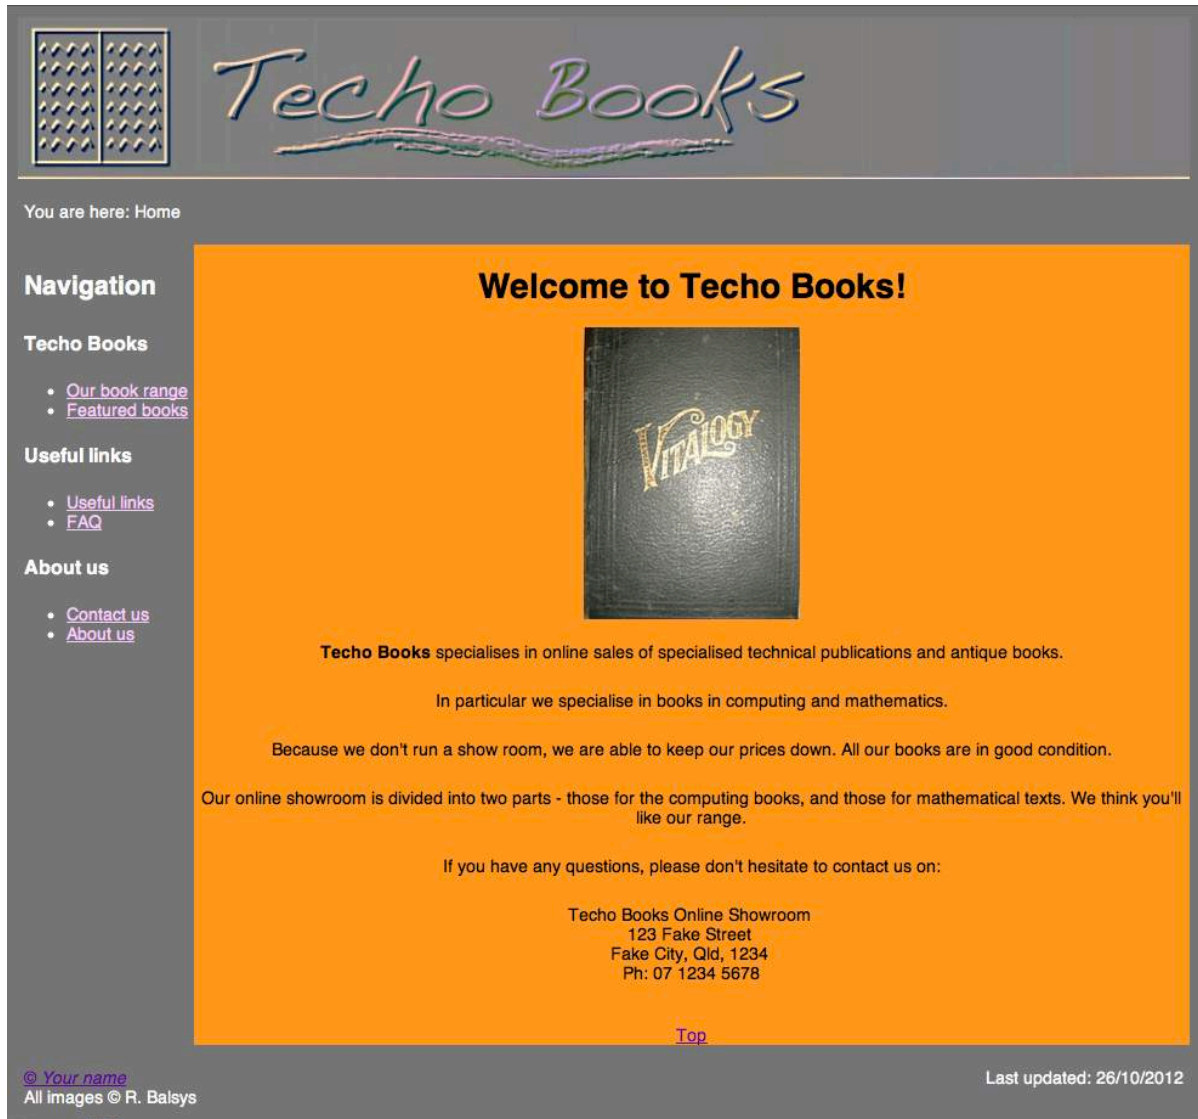 Techo Books
You are here: Home
Navigation
Techo Books
Our book range
Featured books
Useful links
Useful links
FAQ
About us
Contact us
About us
Welcome to Techo Books!
VITALOGY
Techo Books specialises in online sales of specialised technical publications and antique books.
In particular we specialise in books in computing and mathematics.
Because we don't run a show room, we are able to keep our prices down. All our books are in good condition.
Our online showroom is divided into two parts - those for the computing books, and those for mathematical texts. We think you'll
like our range.
If you have any questions, please don't hesitate to contact us on:
Techo Books Online Showroom
123 Fake Street
Fake City, Qld, 1234
Ph: 07 1234 5678
Top
© Your name
All images © R. Balsys
Last updated: 26/10/2012